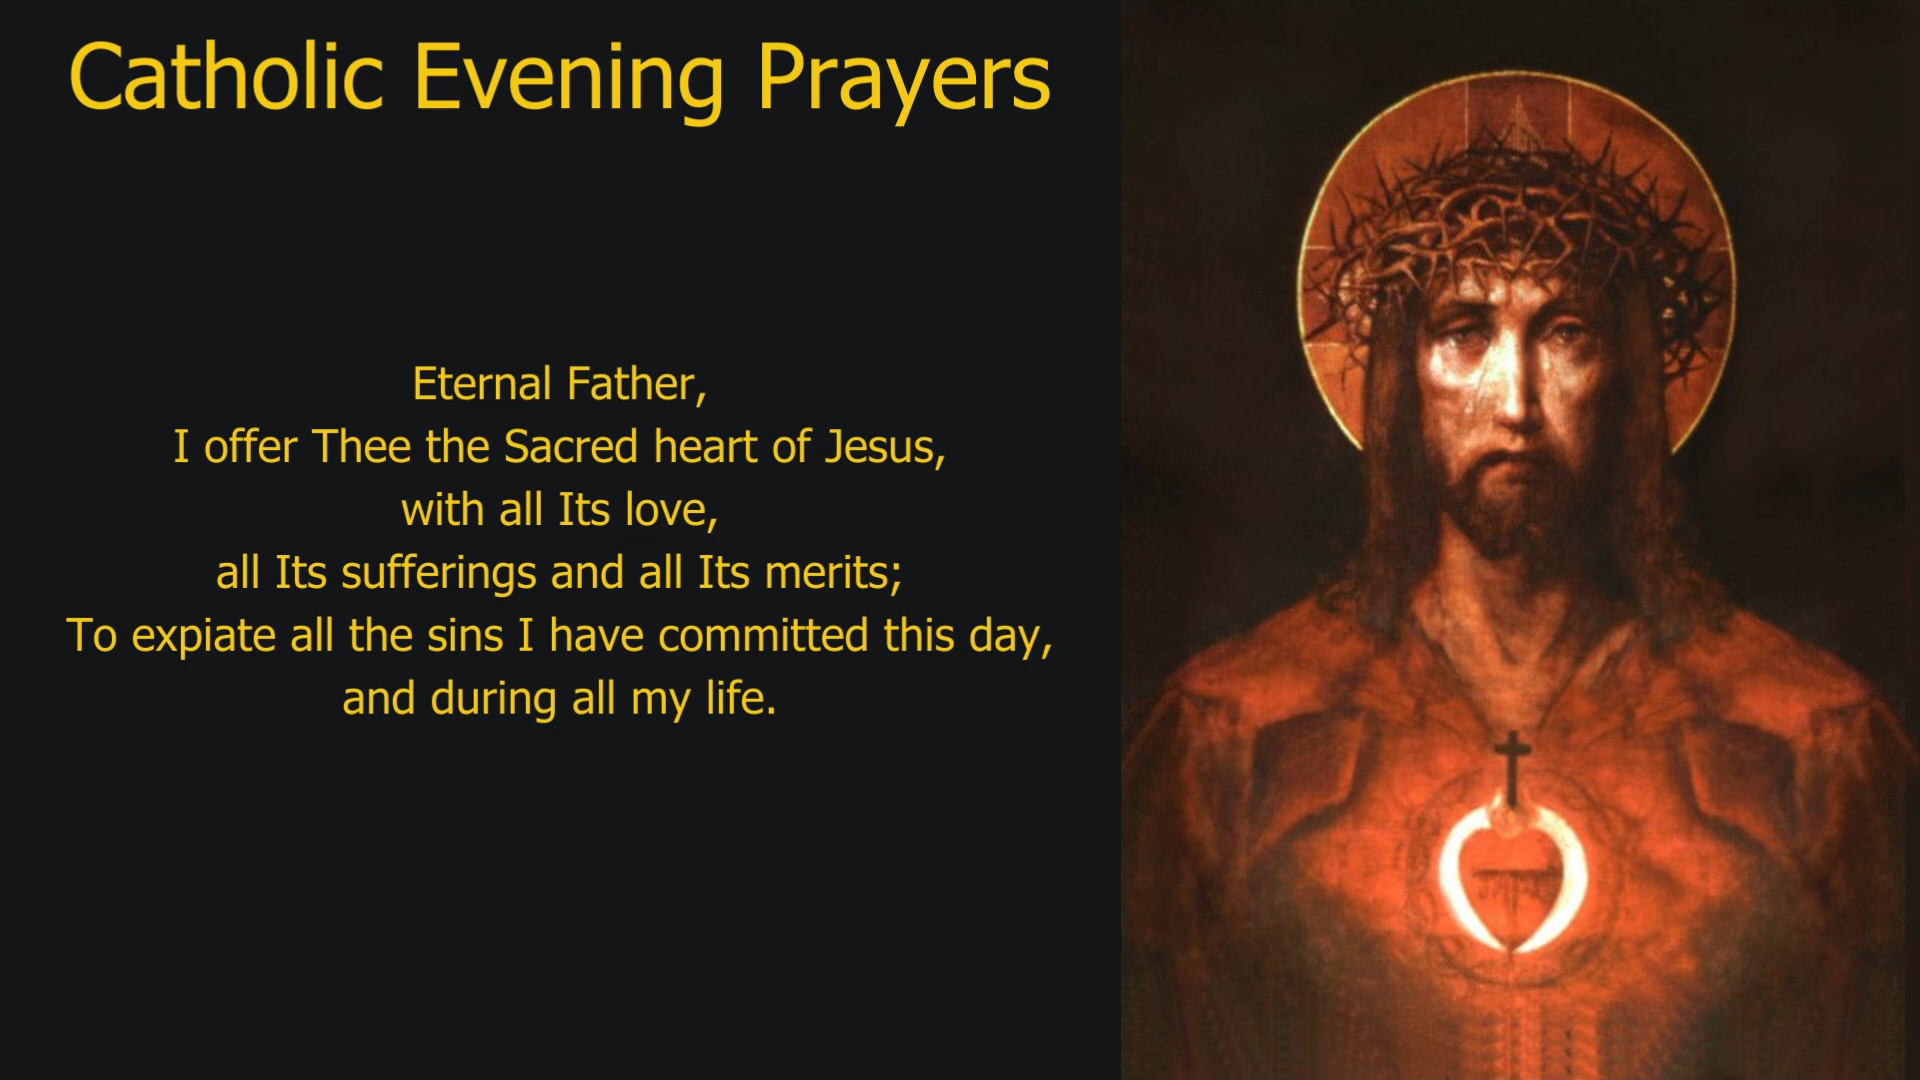 Catholic Evening Prayers
Eternal Father,
I offer Thee the Sacred heart of Jesus,
with all Its love,
all Its sufferings and all Its merits;
To expiate all the sins I have committed this day,
and during all my life.